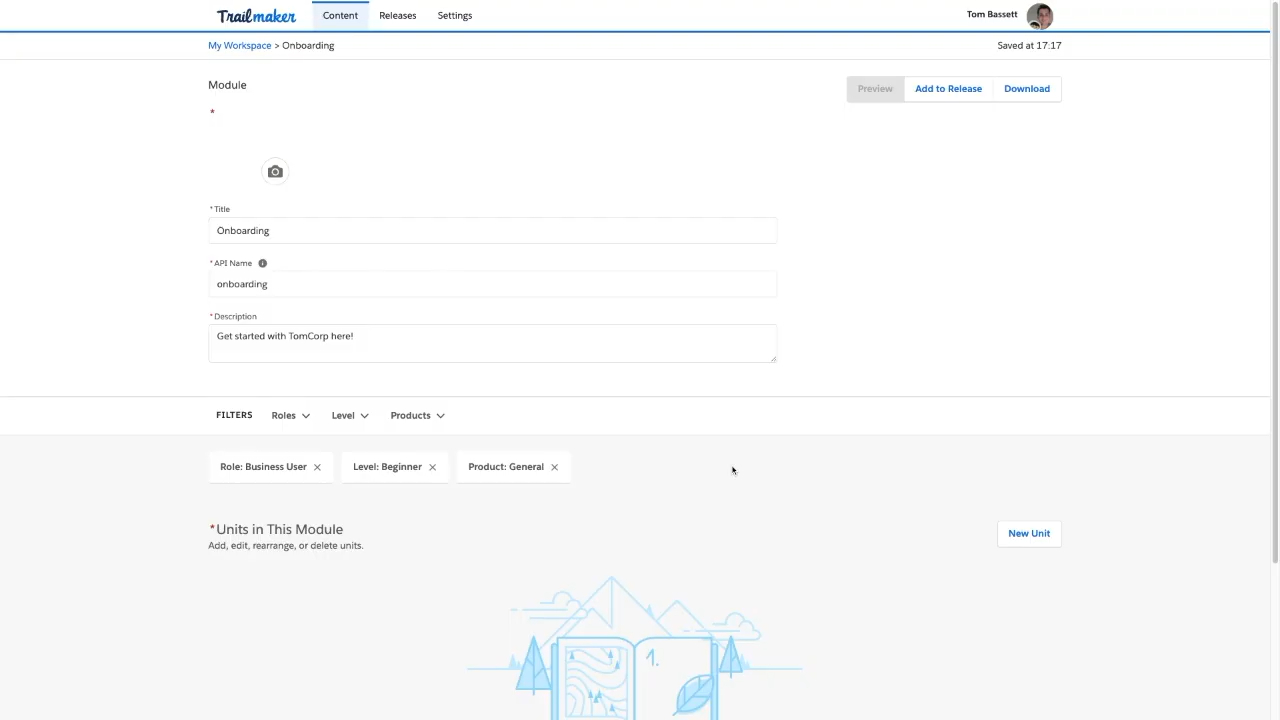 Trailmaker Content Releases Settings Tom Bassett
My Workspace > Onboarding Saved at 17:17
Module Preview Add to Release Download
*
* Title
Onboarding
* API Name
onboarding
* Description
Get started with TomCorp here!
FILTERS Roles Level Products
Role: Business User × Level: Beginner × Product: General ×
*Units in This Module New Unit
Add, edit, rearrange, or delete units.
1.